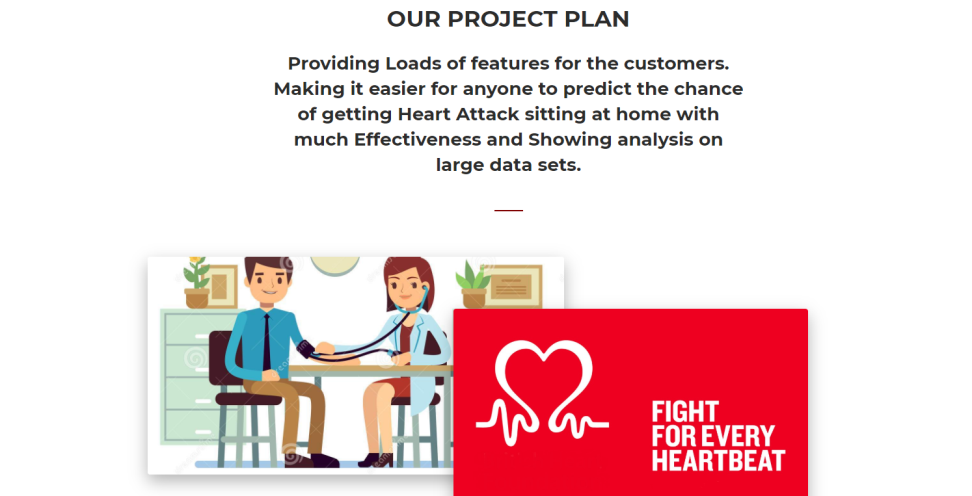 OUR PROJECT PLAN
Providing Loads of features for the customers.
Making it easier for anyone to predict the chance
of getting Heart Attack sitting at home with
much Effectiveness and Showing analysis on
large data sets.
FIGHT
FOR EVERY
HEARTBEAT